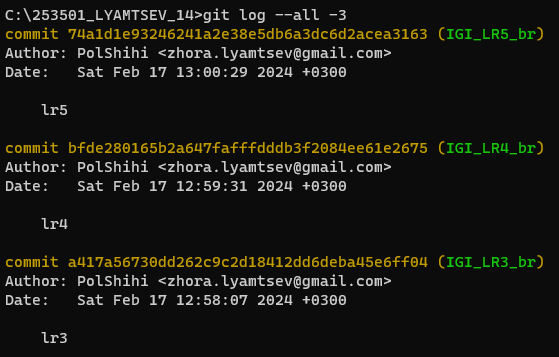 C:\253501_LYAMTSEV_14>git log --all -3
commit 74a1d1e93246241a2e38e5db6a3dc6d2acea3163 (IGI_LR5_br)
Author: PolShihi <zhora.lyamtsev@gmail.com>
Date:   Sat Feb 17 13:00:29 2024 +0300
    lr5
commit bfde280165b2a647fafffdddb3f2084ee61e2675 (IGI_LR4_br)
Author: PolShihi <zhora.lyamtsev@gmail.com>
Date:   Sat Feb 17 12:59:31 2024 +0300
    lr4
commit a417a56730dd262c9c2d18412dd6deba45e6ff04 (IGI_LR3_br)
Author: PolShihi <zhora.lyamtsev@gmail.com>
Date:   Sat Feb 17 12:58:07 2024 +0300
    lr3